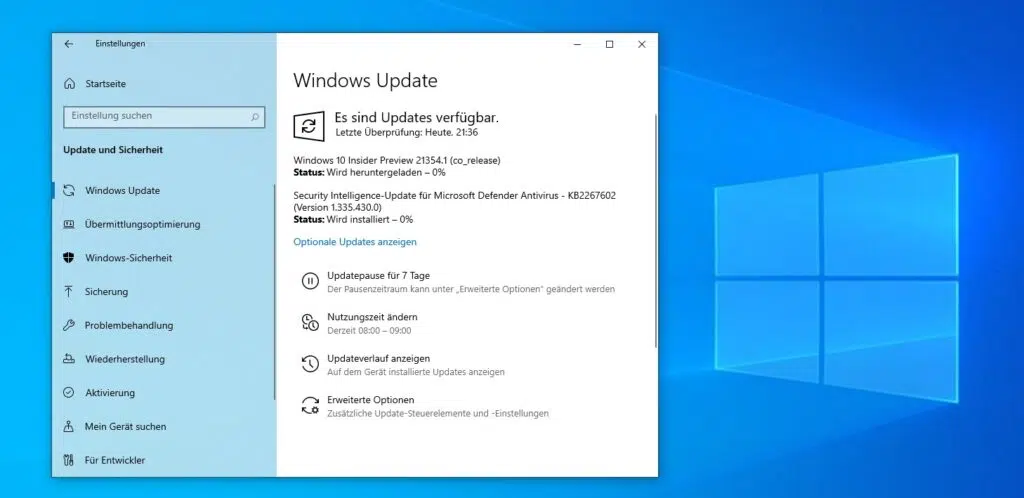 Einstellungen
Startseite
Einstellung suchen
Update und Sicherheit
Windows Update
Übermittlungsoptimierung
Windows-Sicherheit
Sicherung
Problembehandlung
Wiederherstellung
Aktivierung
Mein Gerät suchen
Für Entwickler
Windows Update
Es sind Updates verfügbar.
Letzte Überprüfung: Heute, 21:36
Windows 10 Insider Preview 21354.1 (co_release)
Status: Wird heruntergeladen – 0%
Security Intelligence-Update für Microsoft Defender Antivirus - KB2267602
(Version 1.335.430.0)
Status: Wird installiert – 0%
Optionale Updates anzeigen
Updatepause für 7 Tage
Der Pausenzeitraum kann unter „Erweiterte Optionen“ geändert werden
Nutzungszeit ändern
Derzeit 08:00 – 09:00
Updateverlauf anzeigen
Auf dem Gerät installierte Updates anzeigen
Erweiterte Optionen
Zusätzliche Update-Steuerelemente und -Einstellungen